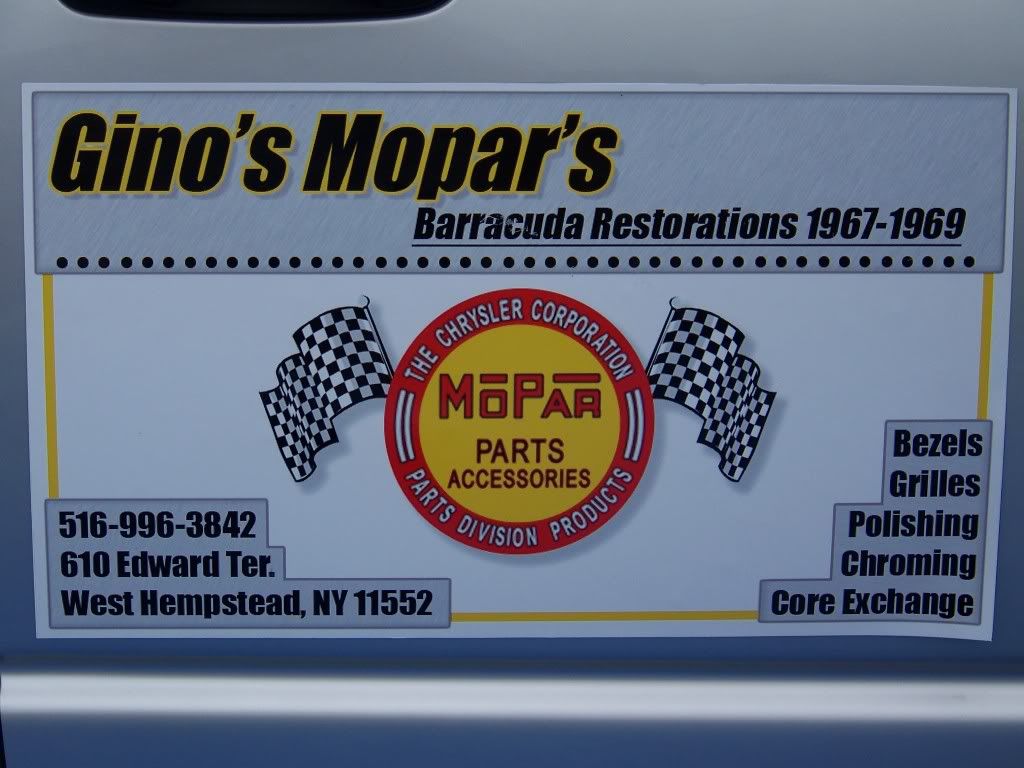 Gino's Mopar's
Barracuda Restorations 1967-1969
THE CHRYSLER CORPORATION
MOPAR
PARTS
ACCESSORIES
PARTS DIVISION PRODUCTS
516-996-3842
610 Edward Ter.
West Hempstead, NY 11552
Bezels
Grilles
Polishing
Chroming
Core Exchange